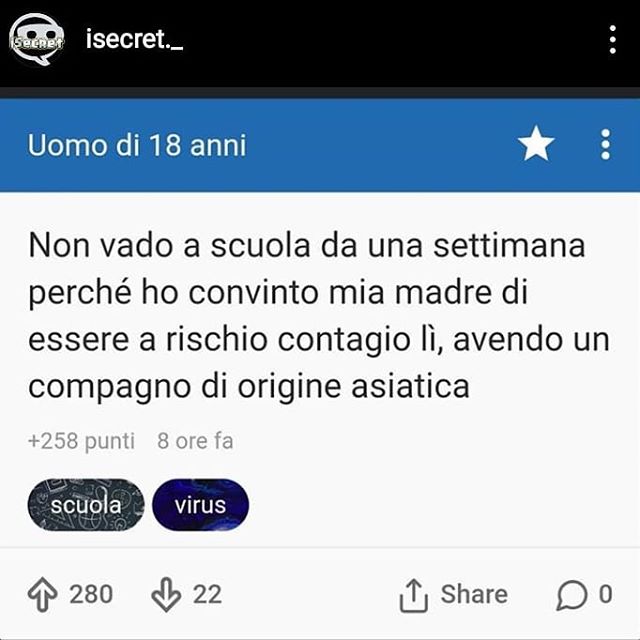 iSecret
isecret._
Uomo di 18 anni
Non vado a scuola da una settimana
perché ho convinto mia madre di
essere a rischio contagio lì, avendo un
compagno di origine asiatica
+258 punti 8 ore fa
scuola virus
280 22 Share 0